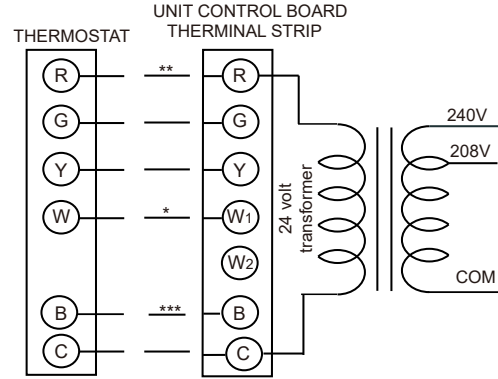 UNIT CONTROL BOARD
THERMINAL STRIP
THERMOSTAT
R
**
R
G
G
Y
Y
W
*
W1
W2
B
***
B
C
C
24 volt
transformer
240V
208V
COM